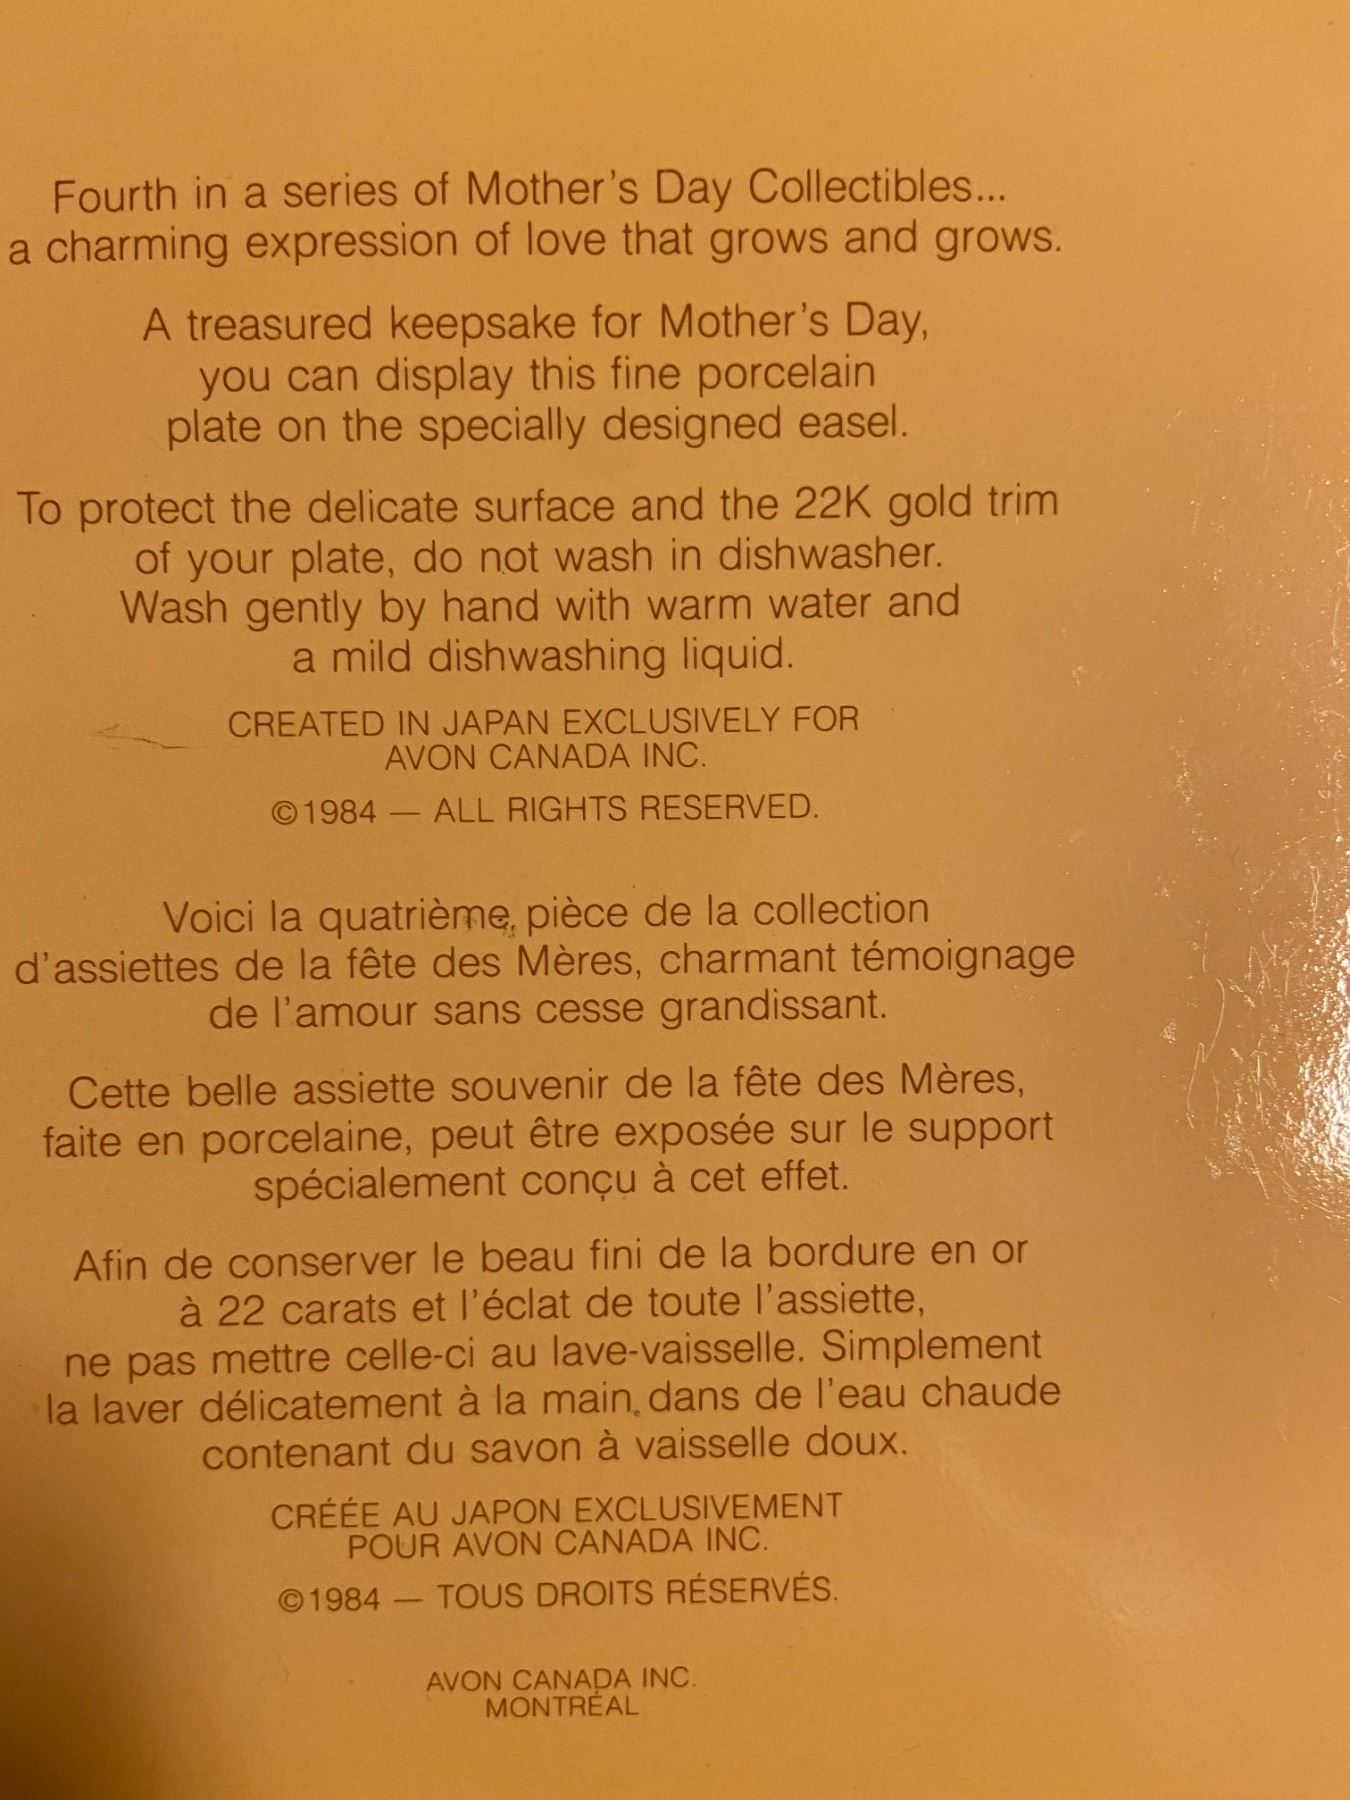 Fourth in a series of Mother's Day Collectibles...
a charming expression of love that grows and grows.
A treasured keepsake for Mother's Day,
you can display this fine porcelain
plate on the specially designed easel.
To protect the delicate surface and the 22K gold trim
of your plate, do not wash in dishwasher.
Wash gently by hand with warm water and
a mild dishwashing liquid.
CREATED IN JAPAN EXCLUSIVELY FOR
AVON CANADA INC.
©1984 — ALL RIGHTS RESERVED.
Voici la quatrième pièce de la collection
d'assiettes de la fête des Mères, charmant témoignage
de l'amour sans cesse grandissant.
Cette belle assiette souvenir de la fête des Mères,
faite en porcelaine, peut être exposée sur le support
spécialement conçu à cet effet.
Afin de conserver le beau fini de la bordure en or
à 22 carats et l'éclat de toute l'assiette,
ne pas mettre celle-ci au lave-vaisselle. Simplement
la laver délicatement à la main dans de l'eau chaude
contenant du savon à vaisselle doux.
CRÉÉE AU JAPON EXCLUSIVEMENT
POUR AVON CANADA INC.
©1984 — TOUS DROITS RÉSERVÉS.
AVON CANADA INC.
MONTRÉAL